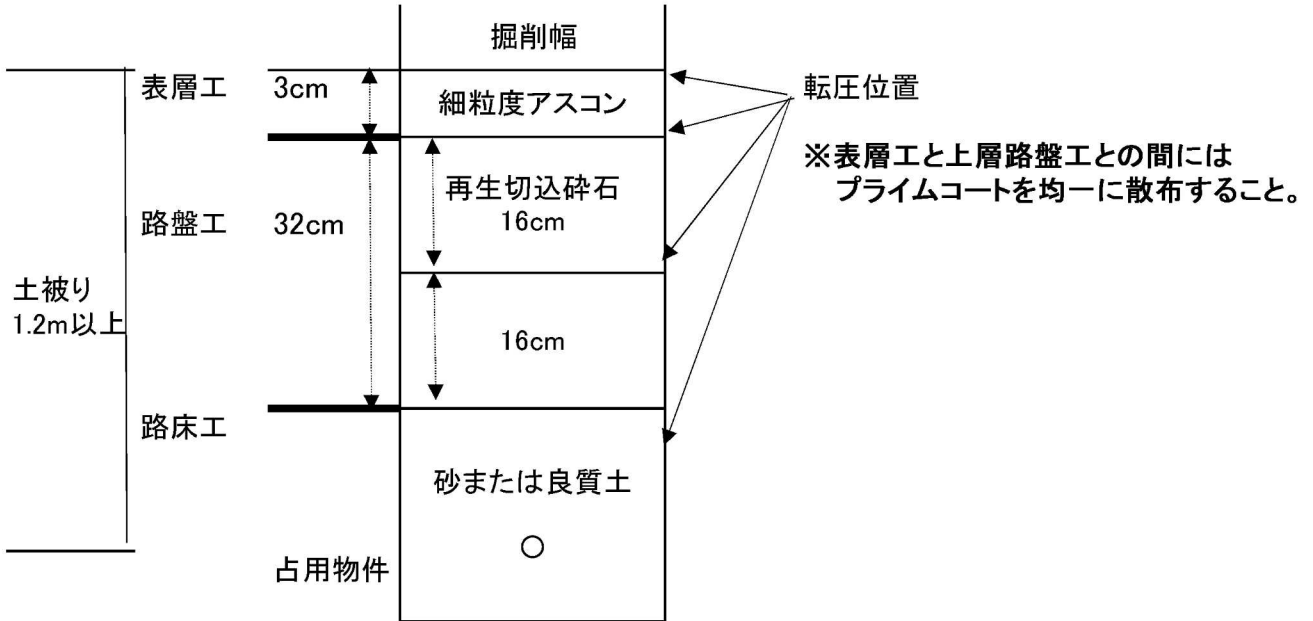 掘削幅
表層工
3cm
細粒度アスコン
転圧位置
※表層工と上層路盤工との間には
プライムコートを均一に散布すること。
路盤工
32cm
再生切込砕石
16cm
土被り
1.2m以上
16cm
路床工
砂または良質土
占用物件